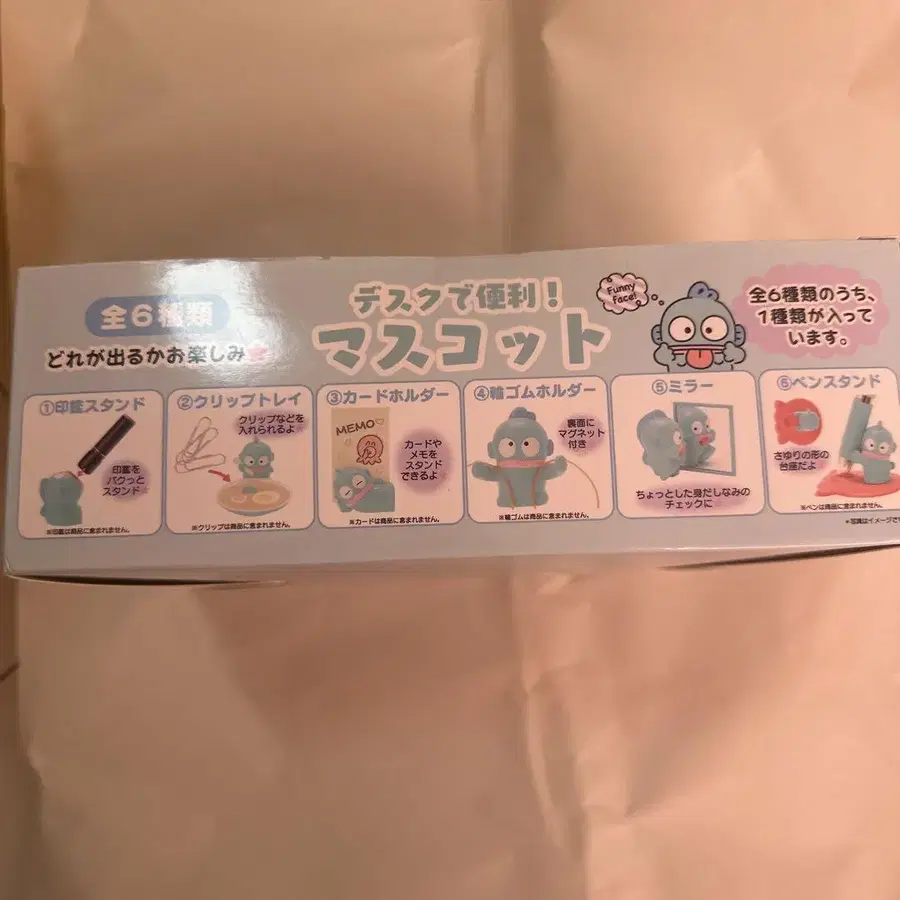 全6種類
どれが出るかお楽しみ
デスクで便利!
マスコット
Funny
face!
全6種類のうち、
1種類が入って
います。
①印鑑スタンド
印鑑を
パクっと
スタンド
※印鑑は商品に含まれません。
②クリップトレイ
クリップなどを
入れられるよ
※クリップは商品に含まれません。
③カードホルダー
MEMO
カードや
メモを
スタンド
できるよ
※カードは商品に含まれません。
④輪ゴムホルダー
裏面に
マグネット
付き
※輪ゴムは商品に含まれません。
⑤ミラー
ちょっとした身だしなみの
チェックに
⑥ペンスタンド
さゆりの形の
台座だよ
※ペンは商品に含まれません。
*写真はイメージです